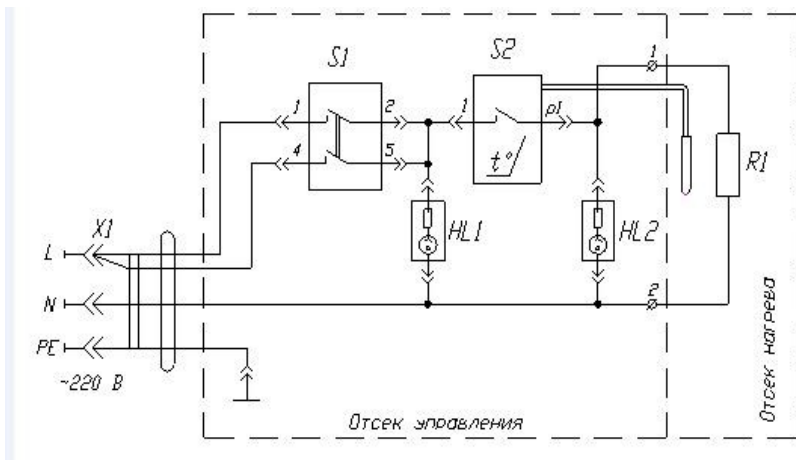 S1
S2
1
1
2
1
p1
4
5
t°
R1
X1
HL1
HL2
L
2
N
PE
~220 В
Отсек управления
Отсек нагрева